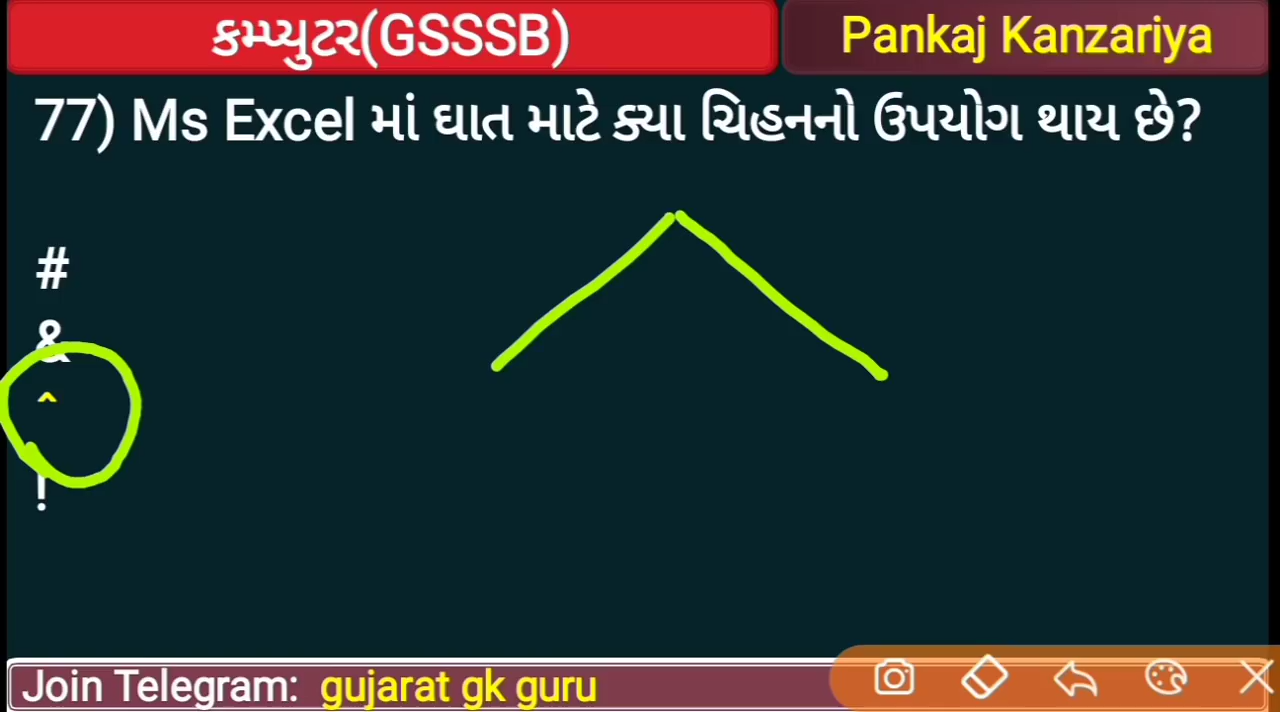 કમ્પ્યુટર(GSSSB)
Pankaj Kanzariya
77) Ms Excel માં ઘાત માટે ક્યા ચિહનનો ઉપયોગ થાય છે?
#
&
^
!
Join Telegram: gujarat gk guru